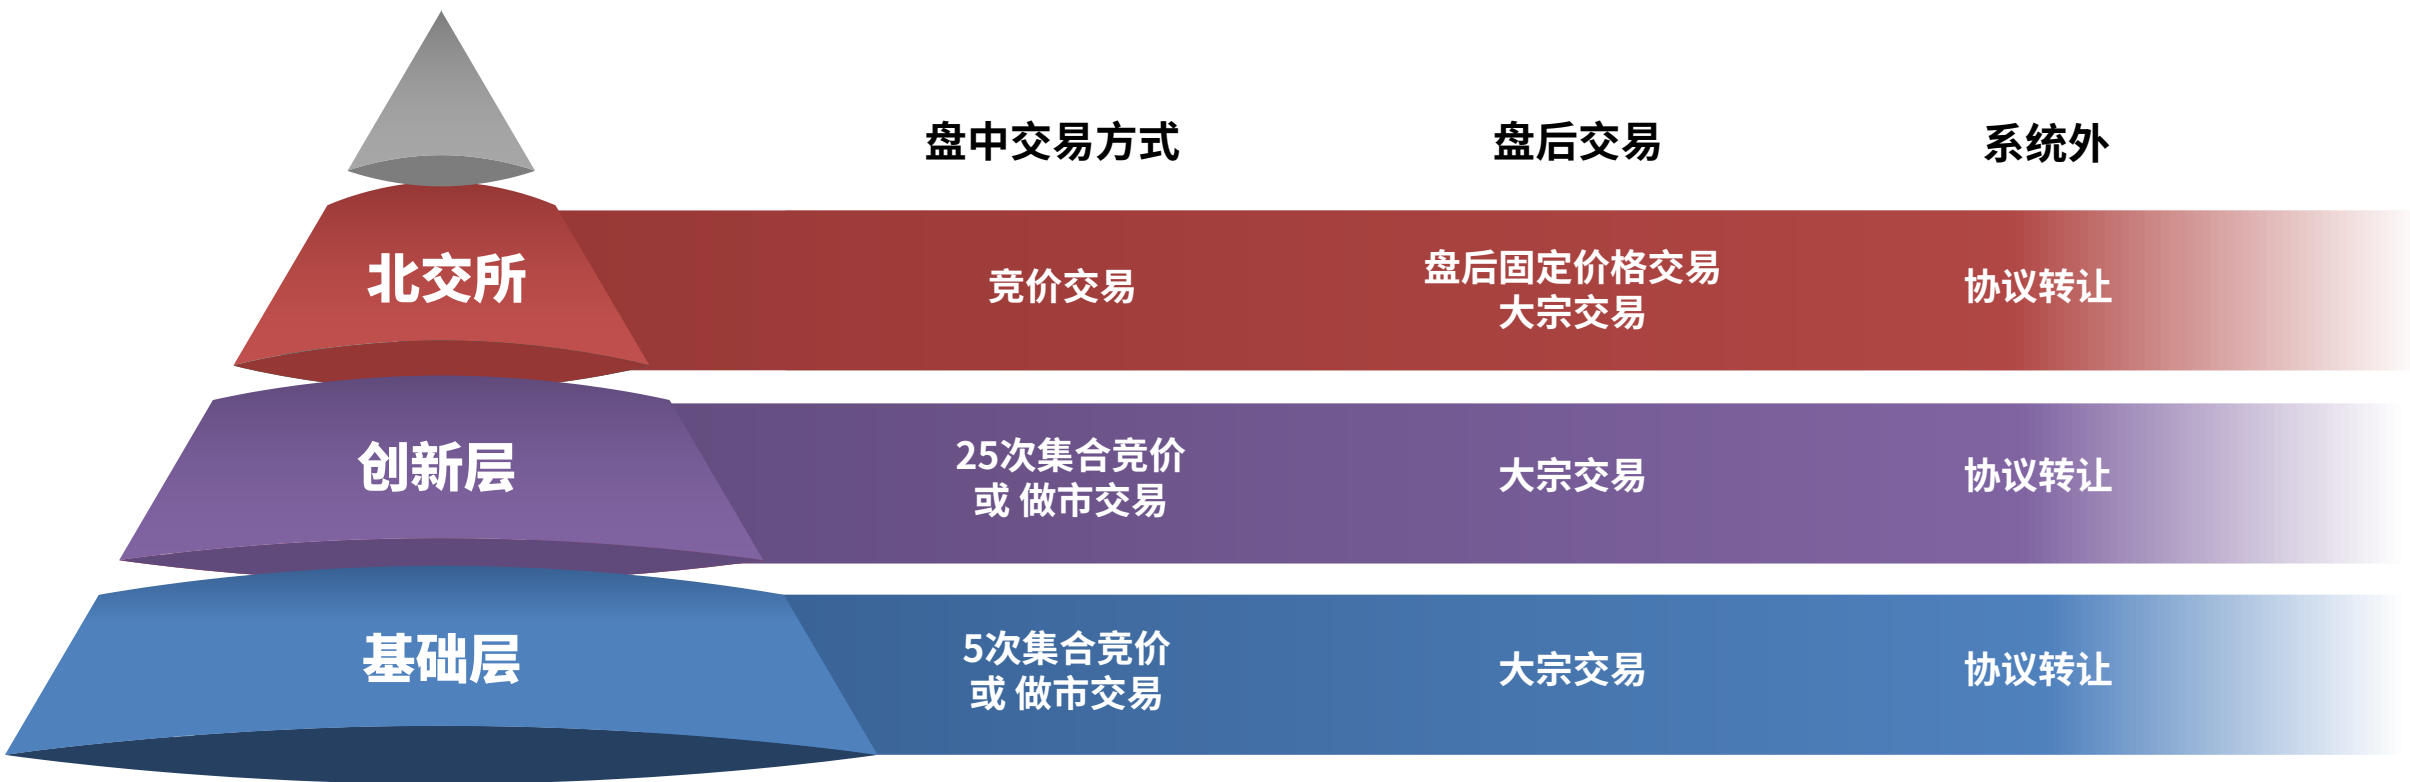 盘中交易方式
盘后交易
系统外
北交所
竞价交易
盘后固定价格交易
大宗交易
协议转让
创新层
25次集合竞价
或 做市交易
大宗交易
协议转让
基础层
5次集合竞价
或 做市交易
大宗交易
协议转让